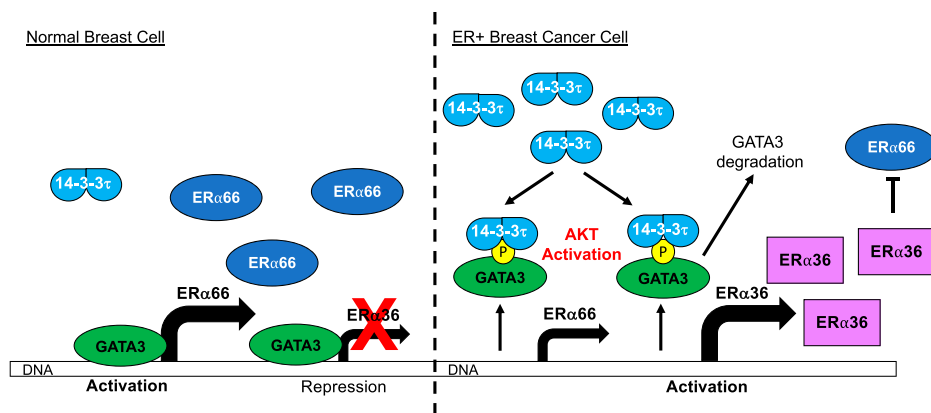 Normal Breast Cell
14-3-3τ
ERα66
ERα66
ERα66
ERα66
ERα36
X
GATA3
GATA3
DNA
Activation
Repression
ER+ Breast Cancer Cell
14-3-3τ
14-3-3τ
14-3-3τ
14-3-3τ
GATA3
degradation
ERα66
14-3-3τ
P
GATA3
AKT
Activation
14-3-3τ
P
GATA3
ERα36
ERα36
ERα36
ERα66
ERα36
DNA
Activation